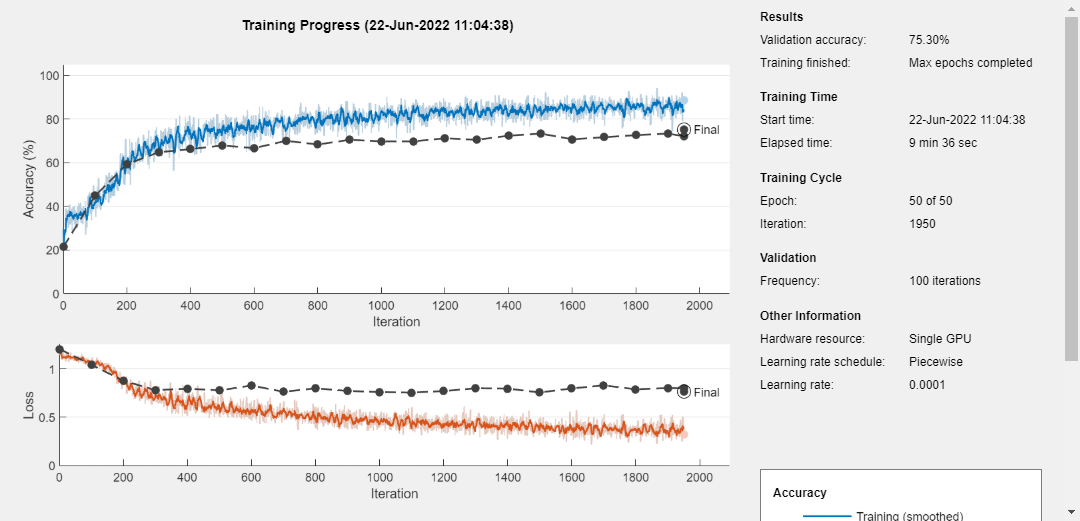 Training Progress (22-Jun-2022 11:04:38)
100
80
60
40
20
0
Accuracy (%)
Final
0 200 400 600 800 1000 1200 1400 1600 1800 2000
Iteration
1
0.5
0
Loss
Final
0 200 400 600 800 1000 1200 1400 1600 1800 2000
Iteration
Results
Validation accuracy: 75.30%
Training finished: Max epochs completed
Training Time
Start time: 22-Jun-2022 11:04:38
Elapsed time: 9 min 36 sec
Training Cycle
Epoch: 50 of 50
Iteration: 1950
Validation
Frequency: 100 iterations
Other Information
Hardware resource: Single GPU
Learning rate schedule: Piecewise
Learning rate: 0.0001
Accuracy
Training (smoothed)